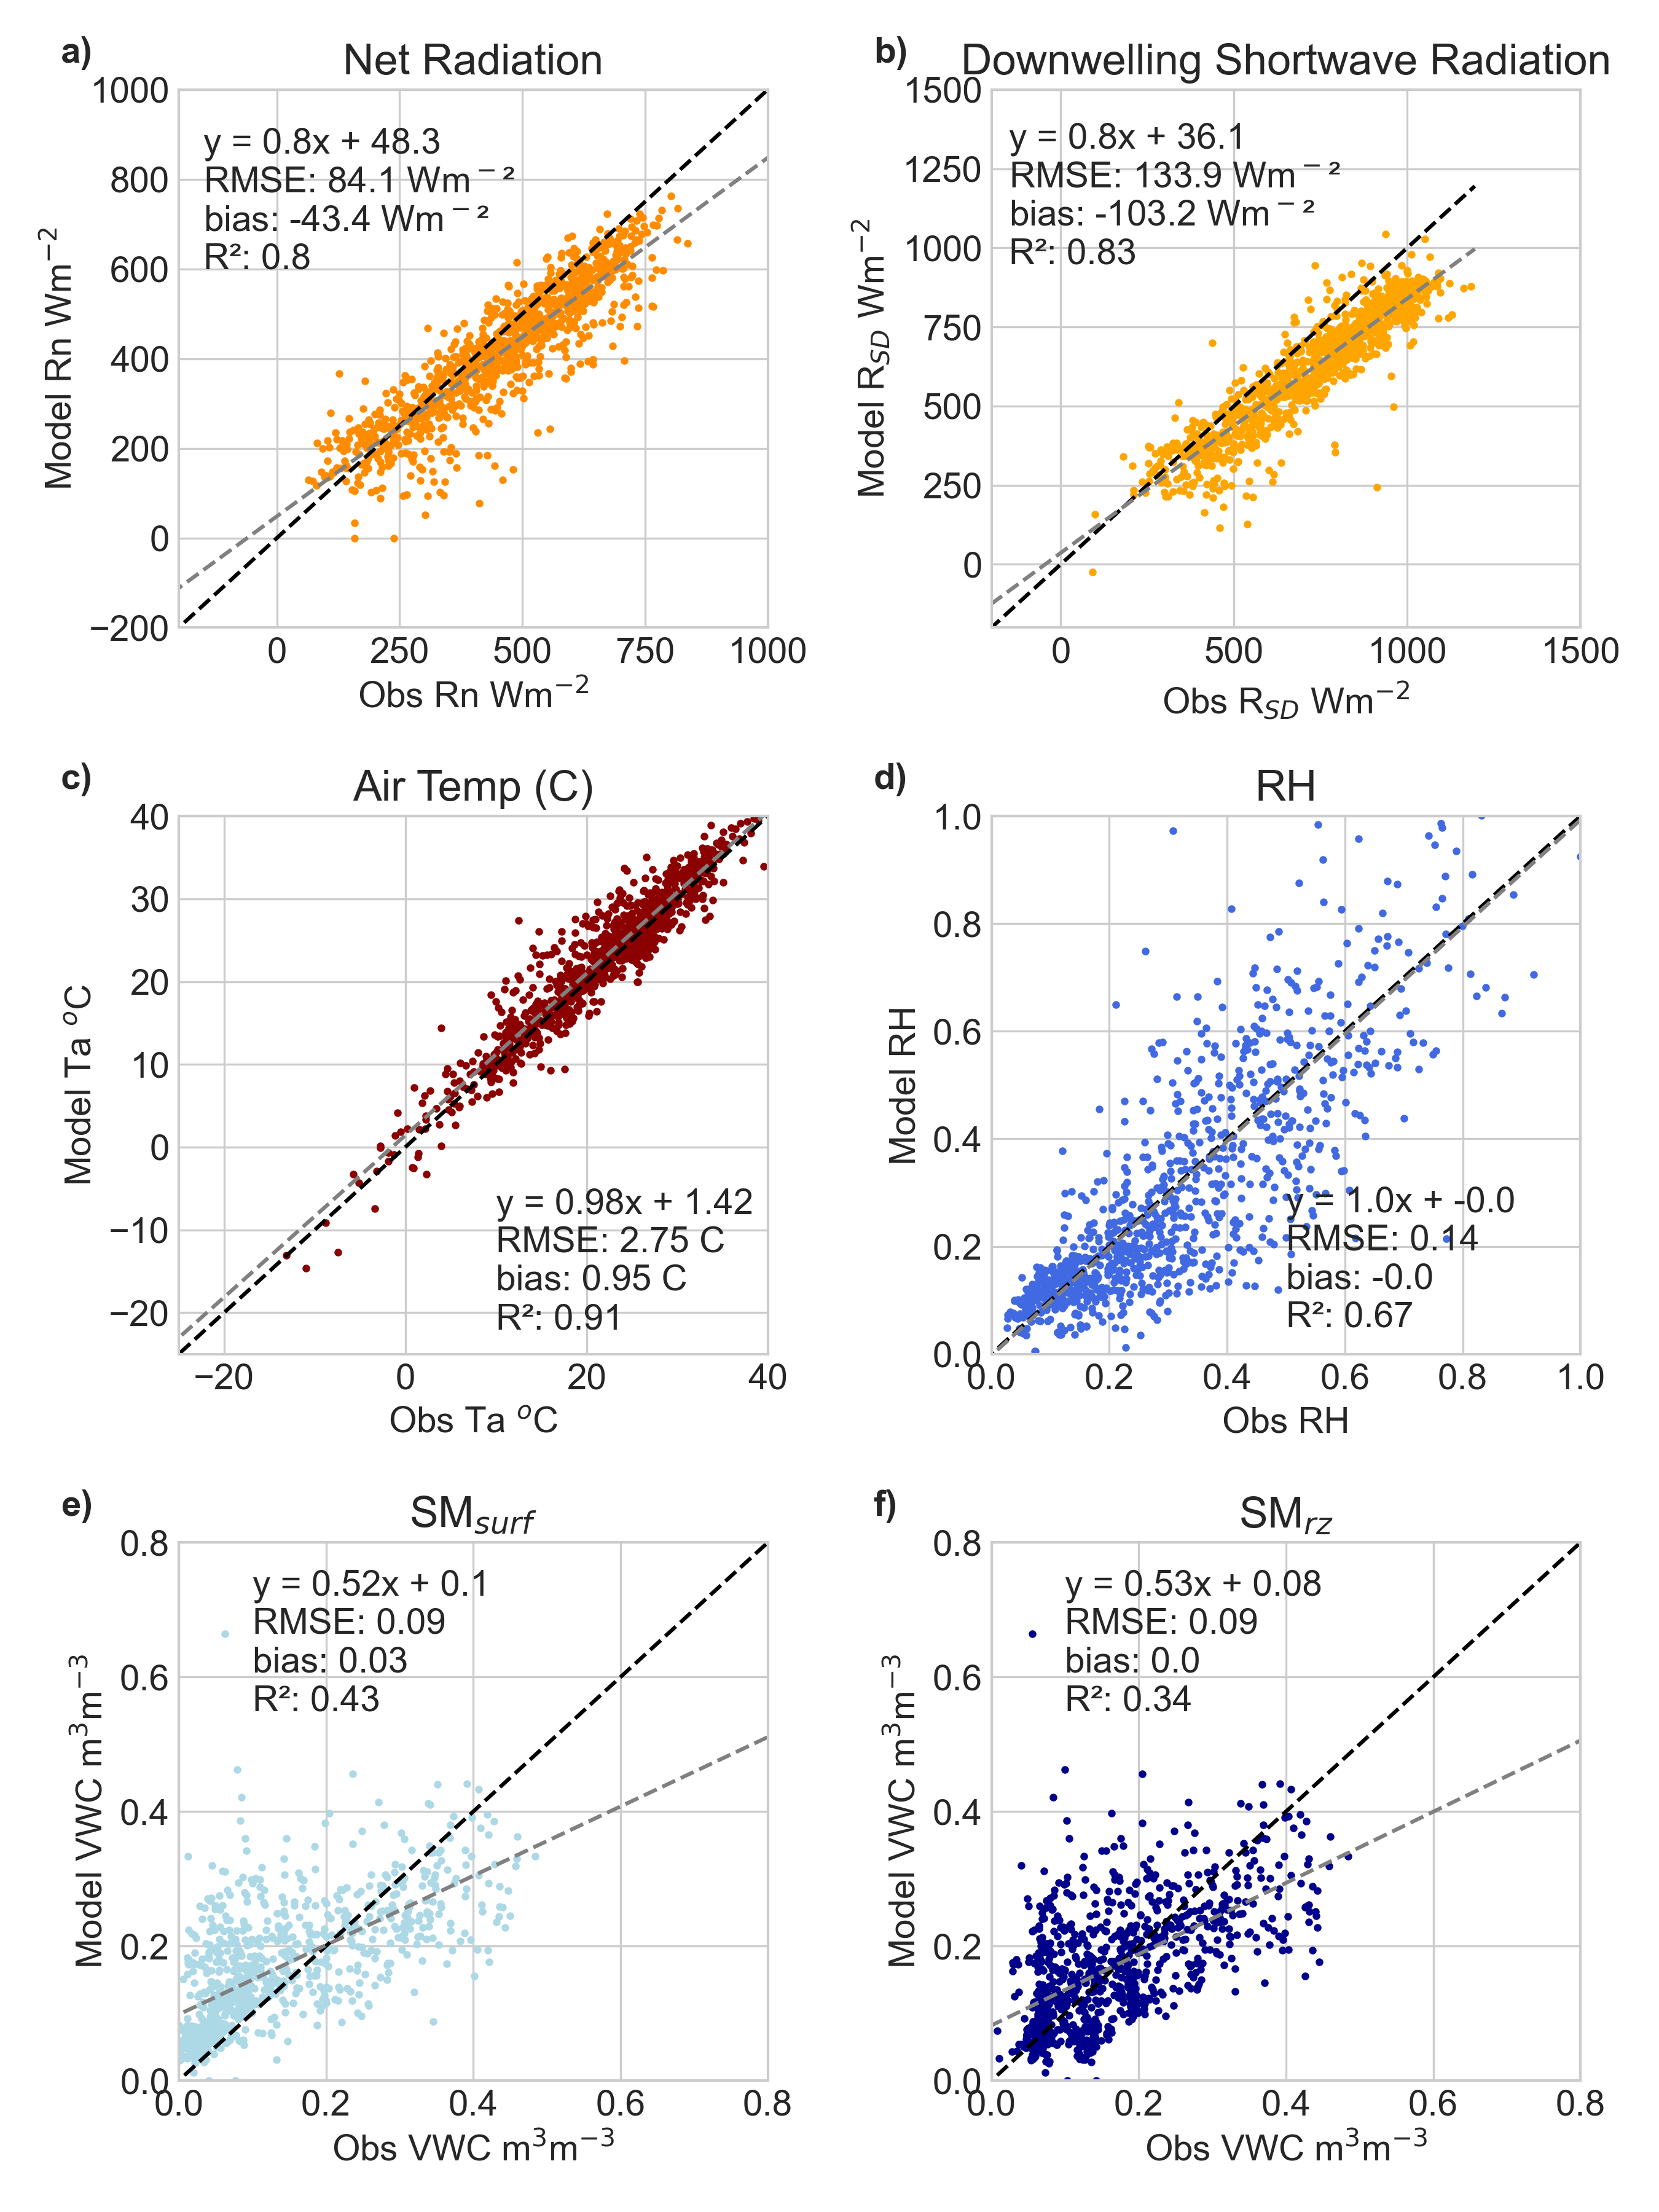 a)
Net Radiation
1000
800
600
400
200
0
−200
Model Rn Wm⁻²
y = 0.8x + 48.3
RMSE: 84.1 Wm⁻²
bias: -43.4 Wm⁻²
R²: 0.8
0 250 500 750 1000
Obs Rn Wm⁻²
b)
Downwelling Shortwave Radiation
1500
1250
1000
750
500
250
0
Model R_SD Wm⁻²
y = 0.8x + 36.1
RMSE: 133.9 Wm⁻²
bias: -103.2 Wm⁻²
R²: 0.83
0 500 1000 1500
Obs R_SD Wm⁻²
c)
Air Temp (C)
40
30
20
10
0
−10
−20
Model Ta °C
y = 0.98x + 1.42
RMSE: 2.75 C
bias: 0.95 C
R²: 0.91
−20 0 20 40
Obs Ta °C
d)
RH
1.0
0.8
0.6
0.4
0.2
0.0
Model RH
y = 1.0x + -0.0
RMSE: 0.14
bias: -0.0
R²: 0.67
0.0 0.2 0.4 0.6 0.8 1.0
Obs RH
e)
SM_surf
0.8
0.6
0.4
0.2
0.0
Model VWC m³m⁻³
y = 0.52x + 0.1
RMSE: 0.09
bias: 0.03
R²: 0.43
0.0 0.2 0.4 0.6 0.8
Obs VWC m³m⁻³
f)
SM_rz
0.8
0.6
0.4
0.2
0.0
Model VWC m³m⁻³
y = 0.53x + 0.08
RMSE: 0.09
bias: 0.0
R²: 0.34
0.0 0.2 0.4 0.6 0.8
Obs VWC m³m⁻³